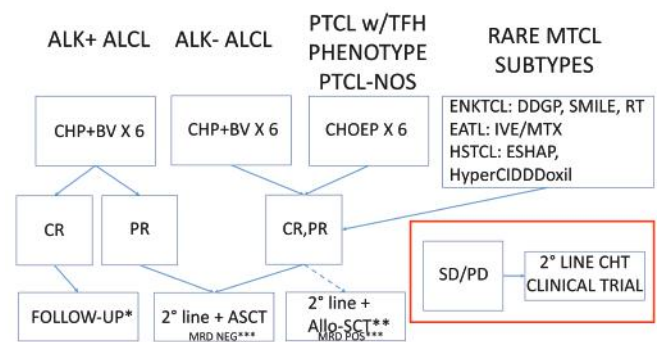 ALK+ ALCL
ALK- ALCL
PTCL w/TFH
PHENOTYPE
PTCL-NOS
RARE MTCL
SUBTYPES
CHP+BV X 6
CHP+BV X 6
CHOEP X 6
ENKTCL: DDGP, SMILE, RT
EATL: IVE/MTX
HSTCL: ESHAP,
HyperCIDDDoxil
CR
PR
CR,PR
SD/PD
2° LINE CHT
CLINICAL TRIAL
FOLLOW-UP*
2° line + ASCT
MRD NEG***
2° line +
Allo-SCT**
MRD POS***